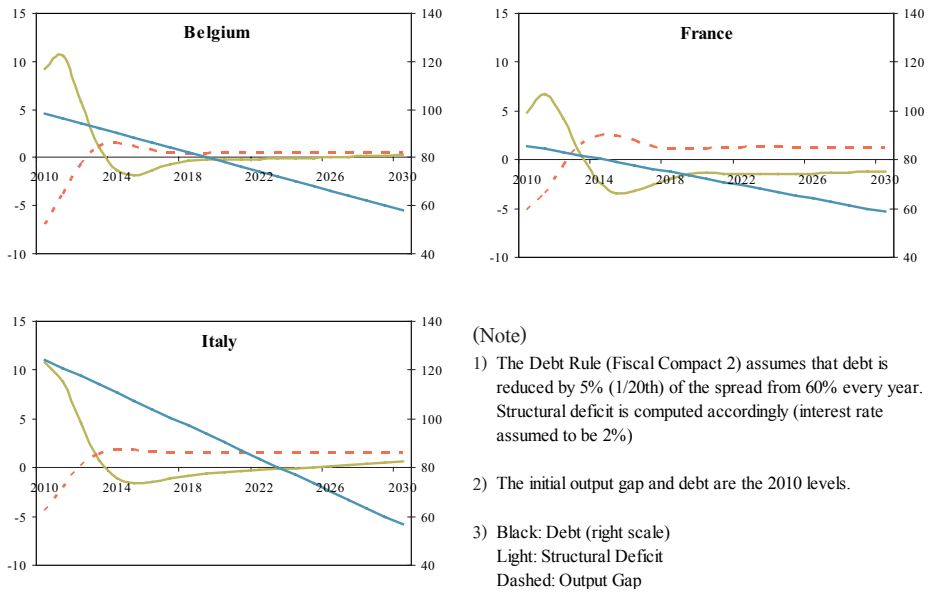 Belgium
15
10
5
0
-5
-10
140
120
100
80
60
40
2010 2014 2018 2022 2026 2030
France
15
10
5
0
-5
-10
140
120
100
80
60
40
2010 2014 2018 2022 2026 2030
Italy
15
10
5
0
-5
-10
140
120
100
80
60
40
2010 2014 2018 2022 2026 2030
(Note)
1) The Debt Rule (Fiscal Compact 2) assumes that debt is
reduced by 5% (1/20th) of the spread from 60% every year.
Structural deficit is computed accordingly (interest rate
assumed to be 2%)
2) The initial output gap and debt are the 2010 levels.
3) Black: Debt (right scale)
Light: Structural Deficit
Dashed: Output Gap